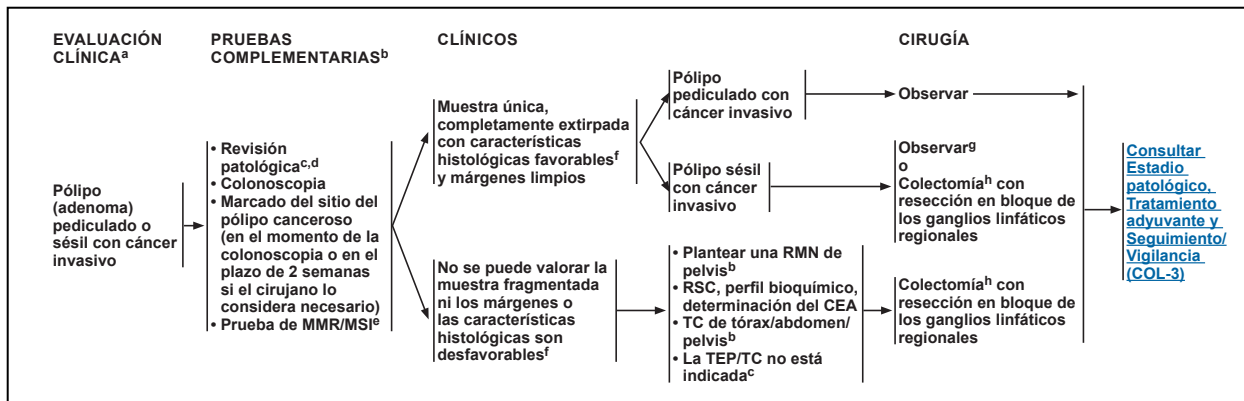 EVALUACIÓN
CLÍNICAa
PRUEBAS
COMPLEMENTARIASb
CLÍNICOS
CIRUGÍA
Pólipo
(adenoma)
pediculado o
sésil con cáncer
invasivo
• Revisión
patológicac,d
• Colonoscopia
• Marcado del sitio del
pólipo canceroso
(en el momento de la
colonoscopia o en el
plazo de 2 semanas
si el cirujano lo
considera necesario)
• Prueba de MMR/MSIe
Muestra única,
completamente extirpada
con características
histológicas favorablesf
y márgenes limpios
Pólipo
pediculado con
cáncer invasivo
Observar
Pólipo sésil
con cáncer
invasivo
Observarg
o
Colectomíah con
resección en bloque de
los ganglios linfáticos
regionales
No se puede valorar la
muestra fragmentada
ni los márgenes o
las características
histológicas son
desfavorablesf
• Plantear una RMN de
pelvisb
• RSC, perfil bioquímico,
determinación del CEA
• TC de tórax/abdomen/
pelvisb
• La TEP/TC no está
indicadac
Colectomíah con
resección en bloque de
los ganglios linfáticos
regionales
Consultar
Estadio
patológico,
Tratamiento
adyuvante y
Seguimiento/
Vigilancia
(COL-3)